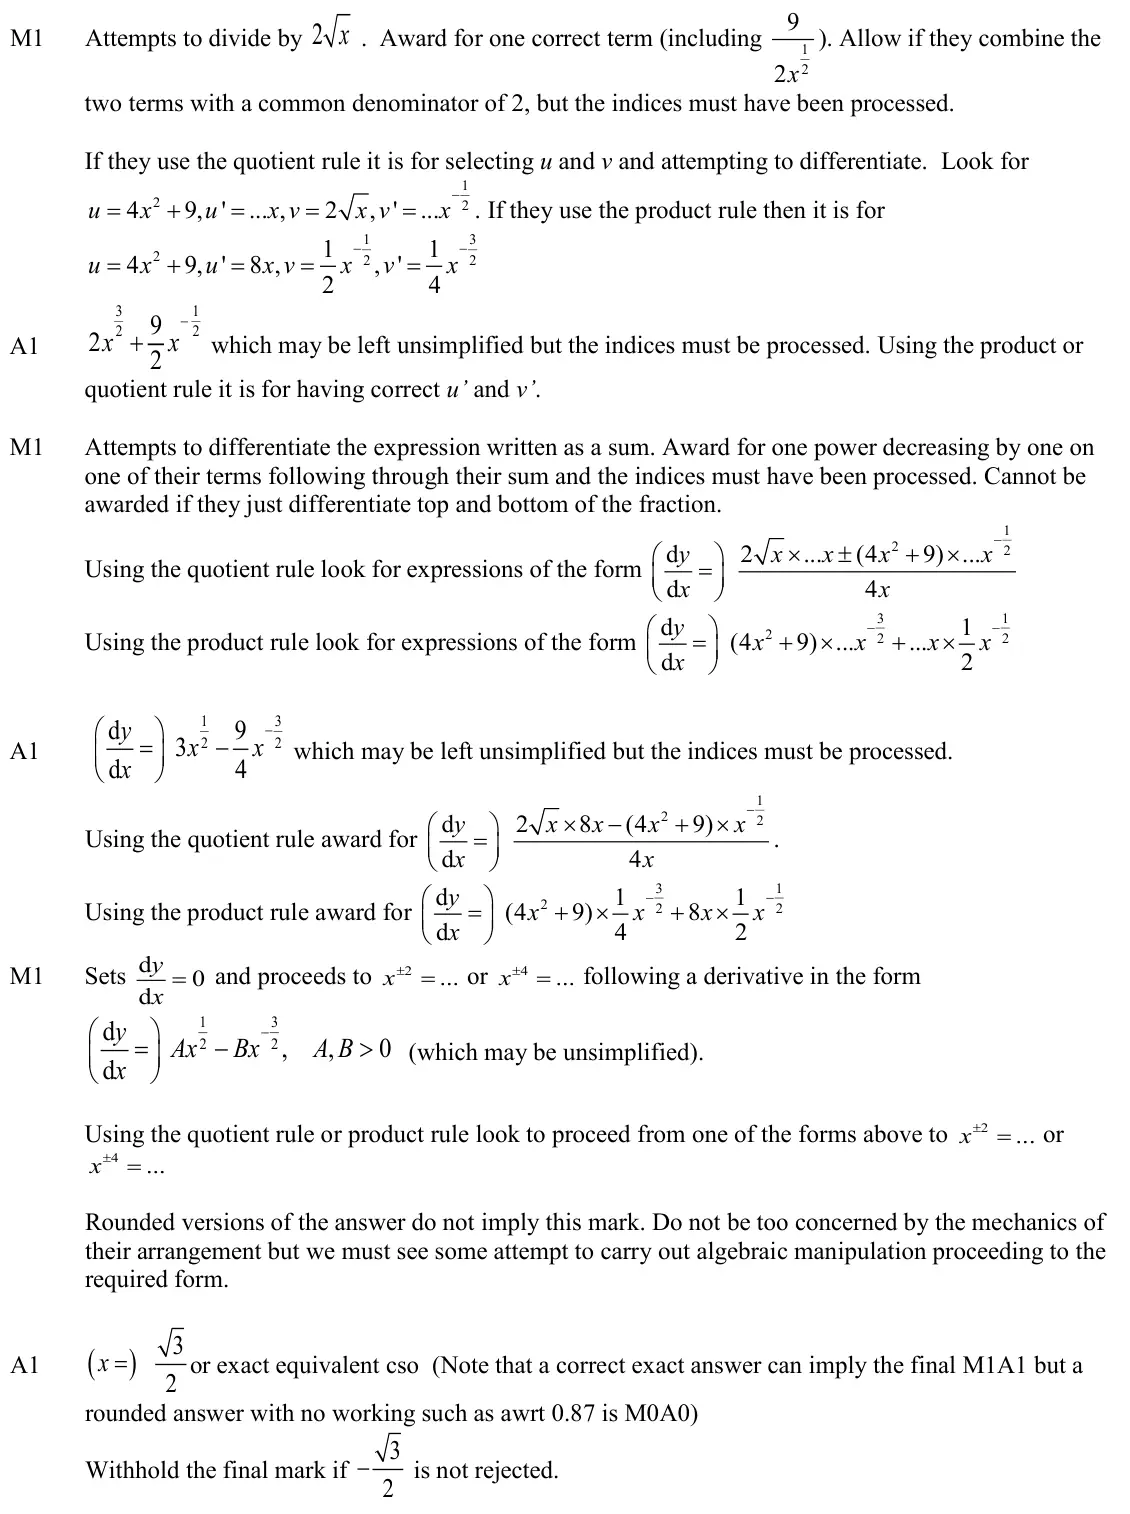 M1 Attempts to divide by 2√x . Award for one correct term (including 9/(2x^(1/2)) ). Allow if they combine the
two terms with a common denominator of 2, but the indices must have been processed.
If they use the quotient rule it is for selecting u and v and attempting to differentiate. Look for
u = 4x² + 9, u' = ...x, v = 2√x, v' = ...x^(-1/2) . If they use the product rule then it is for
u = 4x² + 9, u' = 8x, v = 1/2 x^(-1/2), v' = 1/4 x^(-3/2)
A1 2x^(3/2) + 9/2 x^(-1/2) which may be left unsimplified but the indices must be processed. Using the product or
quotient rule it is for having correct u’ and v’.
M1 Attempts to differentiate the expression written as a sum. Award for one power decreasing by one on
one of their terms following through their sum and the indices must have been processed. Cannot be
awarded if they just differentiate top and bottom of the fraction.
Using the quotient rule look for expressions of the form (dy/dx =) (2√x × ...x ± (4x² + 9) × ...x^(-1/2))/(4x)
Using the product rule look for expressions of the form (dy/dx =) (4x² + 9) × ...x^(-3/2) + ...x × 1/2 x^(-1/2)
A1 (dy/dx =) 3x^(1/2) − 9/4 x^(-3/2) which may be left unsimplified but the indices must be processed.
Using the quotient rule award for (dy/dx =) (2√x × 8x − (4x² + 9) × x^(-1/2))/(4x) .
Using the product rule award for (dy/dx =) (4x² + 9) × 1/4 x^(-3/2) + 8x × 1/2 x^(-1/2)
M1 Sets dy/dx = 0 and proceeds to x^(±2) = ... or x^(±4) = ... following a derivative in the form
(dy/dx =) Ax^(1/2) − Bx^(-3/2), A, B > 0 (which may be unsimplified).
Using the quotient rule or product rule look to proceed from one of the forms above to x^(±2) = ... or
x^(±4) = ...
Rounded versions of the answer do not imply this mark. Do not be too concerned by the mechanics of
their arrangement but we must see some attempt to carry out algebraic manipulation proceeding to the
required form.
A1 (x =) √3/2 or exact equivalent cso (Note that a correct exact answer can imply the final M1A1 but a
rounded answer with no working such as awrt 0.87 is M0A0)
Withhold the final mark if −√3/2 is not rejected.